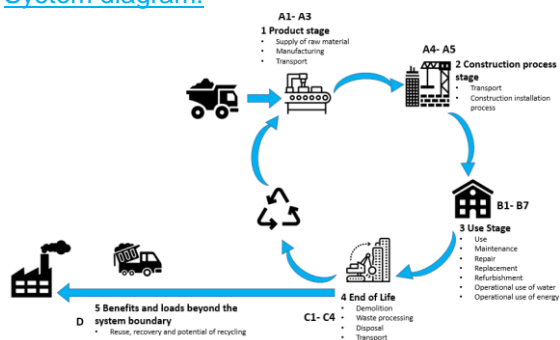 System diagram:
A1- A3
1 Product stage
• Supply of raw material
• Manufacturing
• Transport
A4- A5
2 Construction process
stage
• Transport
• Construction installation
process
B1- B7
3 Use Stage
• Use
• Maintenance
• Repair
• Replacement
• Refurbishment
• Operational use of water
• Operational use of energy
4 End of Life
C1- C4
• Demolition
• Waste processing
• Disposal
• Transport
5 Benefits and loads beyond the
D system boundary
• Reuse, recovery and potential of recycling